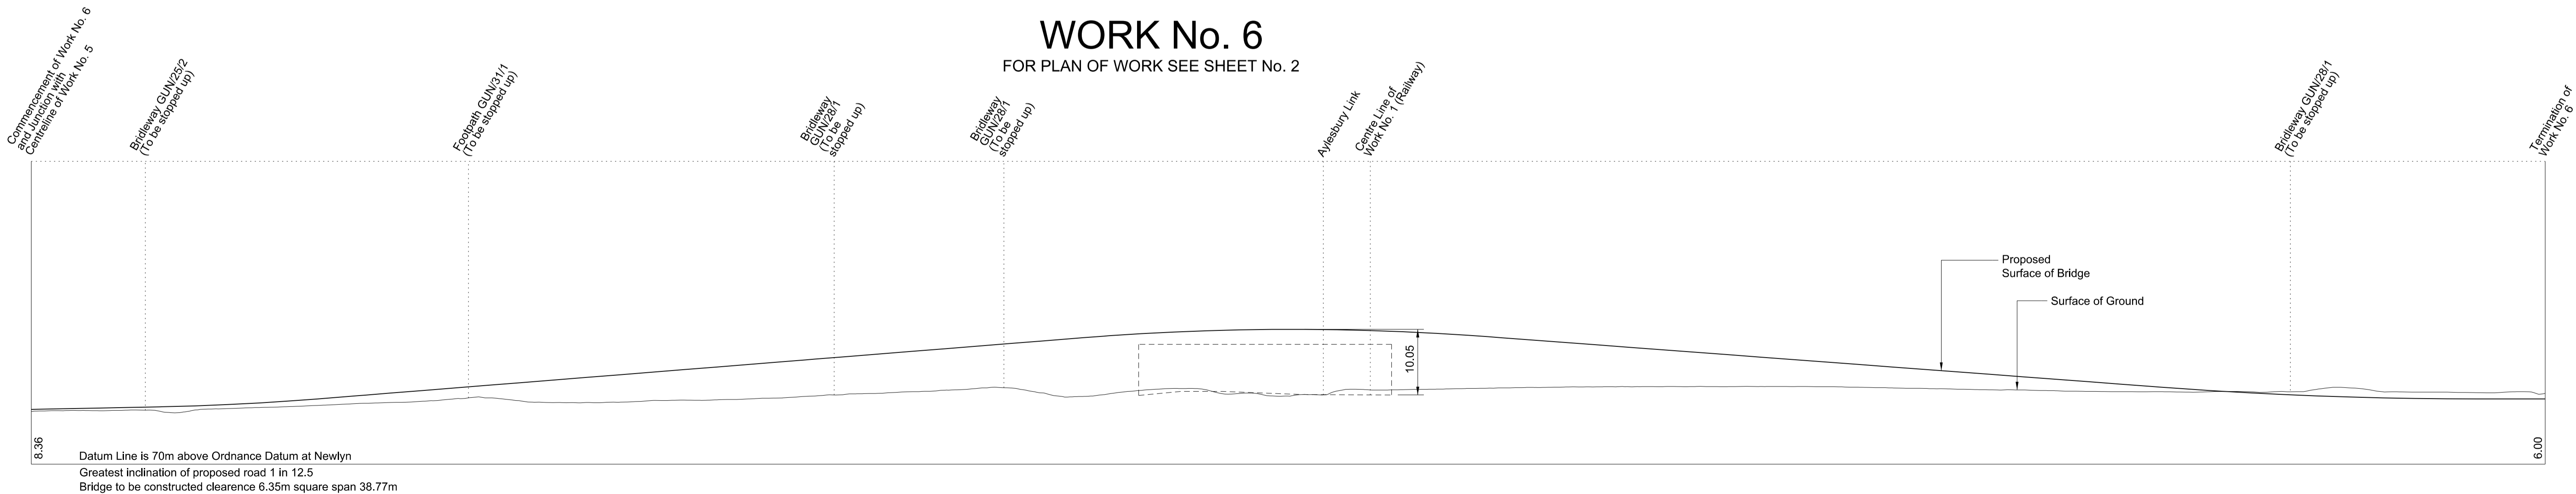 WORK No. 6
FOR PLAN OF WORK SEE SHEET No. 2
Commencement of Work No. 6
and Junction with
Centreline of Work No. 5
Bridleway GUN/25/2
(To be stopped up)
Footpath GUN/31/1
(To be stopped up)
Bridleway
GUN/28/1
(To be
stopped up)
Bridleway
GUN/28/1
(To be
stopped up)
Aylesbury Link
Centre Line of
Work No. 1 (Railway)
Bridleway GUN/28/1
(To be stopped up)
Termination of
Work No. 6
Proposed
Surface of Bridge
Surface of Ground
10.05
8.36
6.00
Datum Line is 70m above Ordnance Datum at Newlyn
Greatest inclination of proposed road 1 in 12.5
Bridge to be constructed clearence 6.35m square span 38.77m